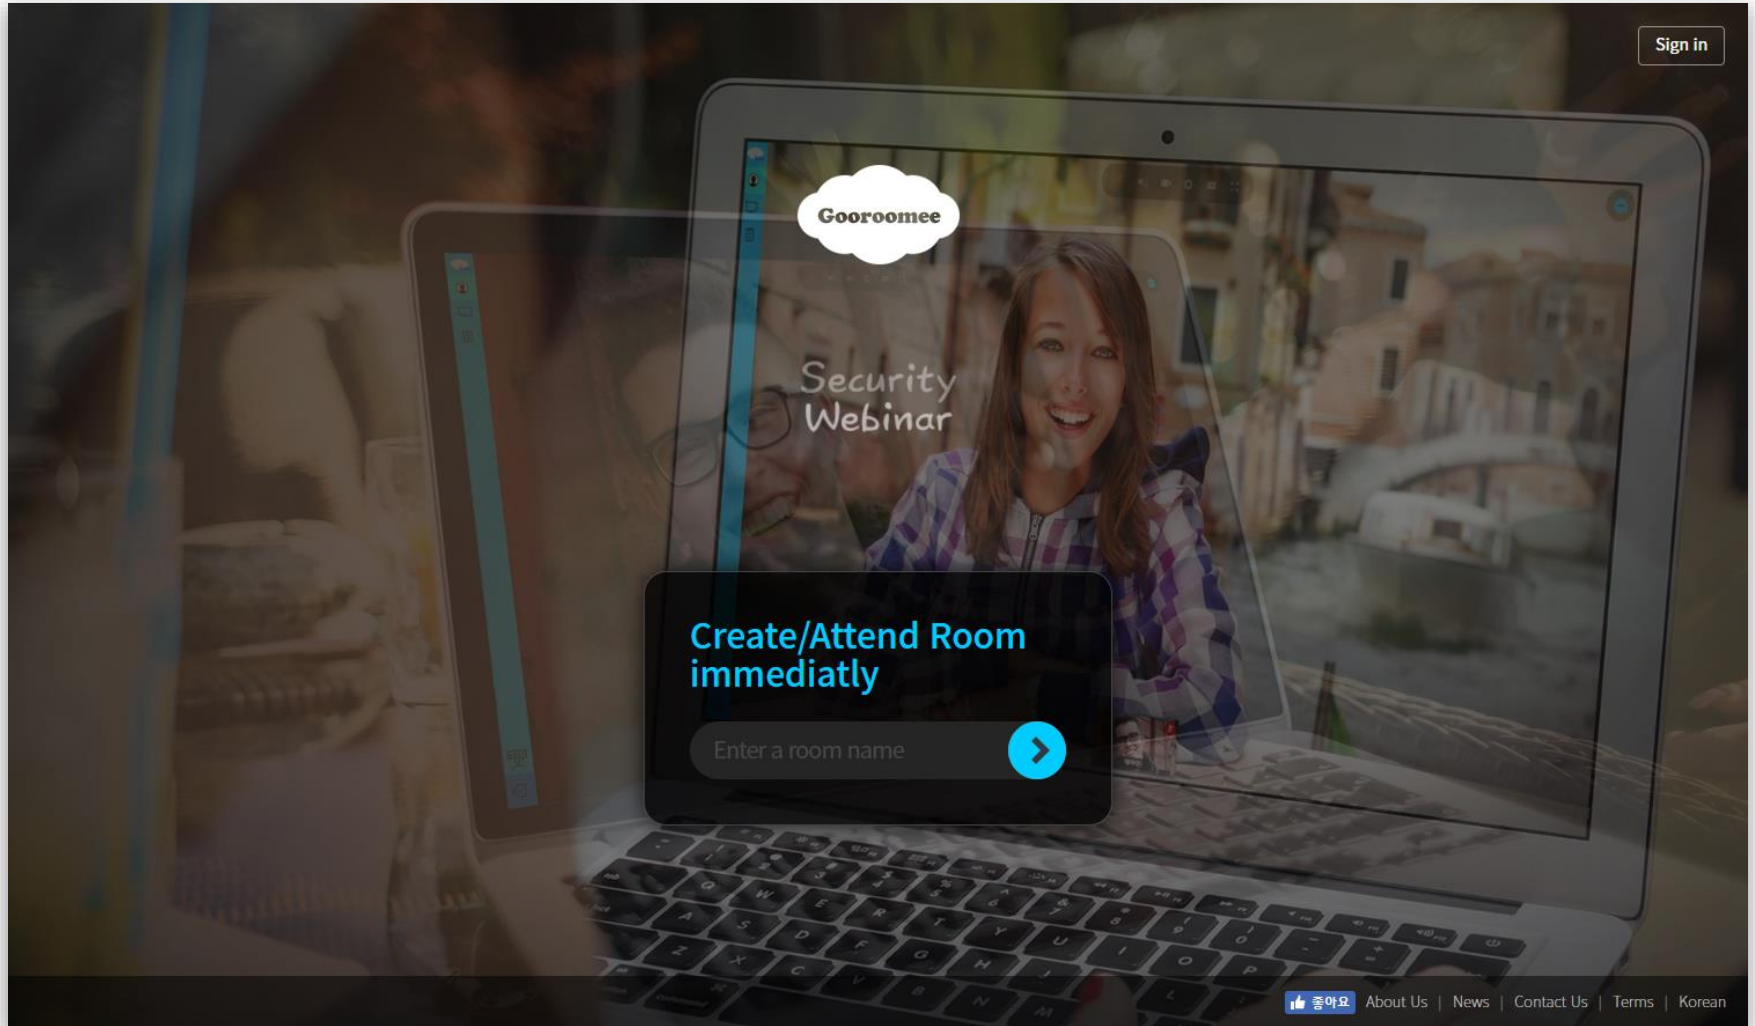 Sign in
Gooroomee
Security
Webinar
Create/Attend Room
immediatly
Enter a room name
좋아요 About Us | News | Contact Us | Terms | Korean